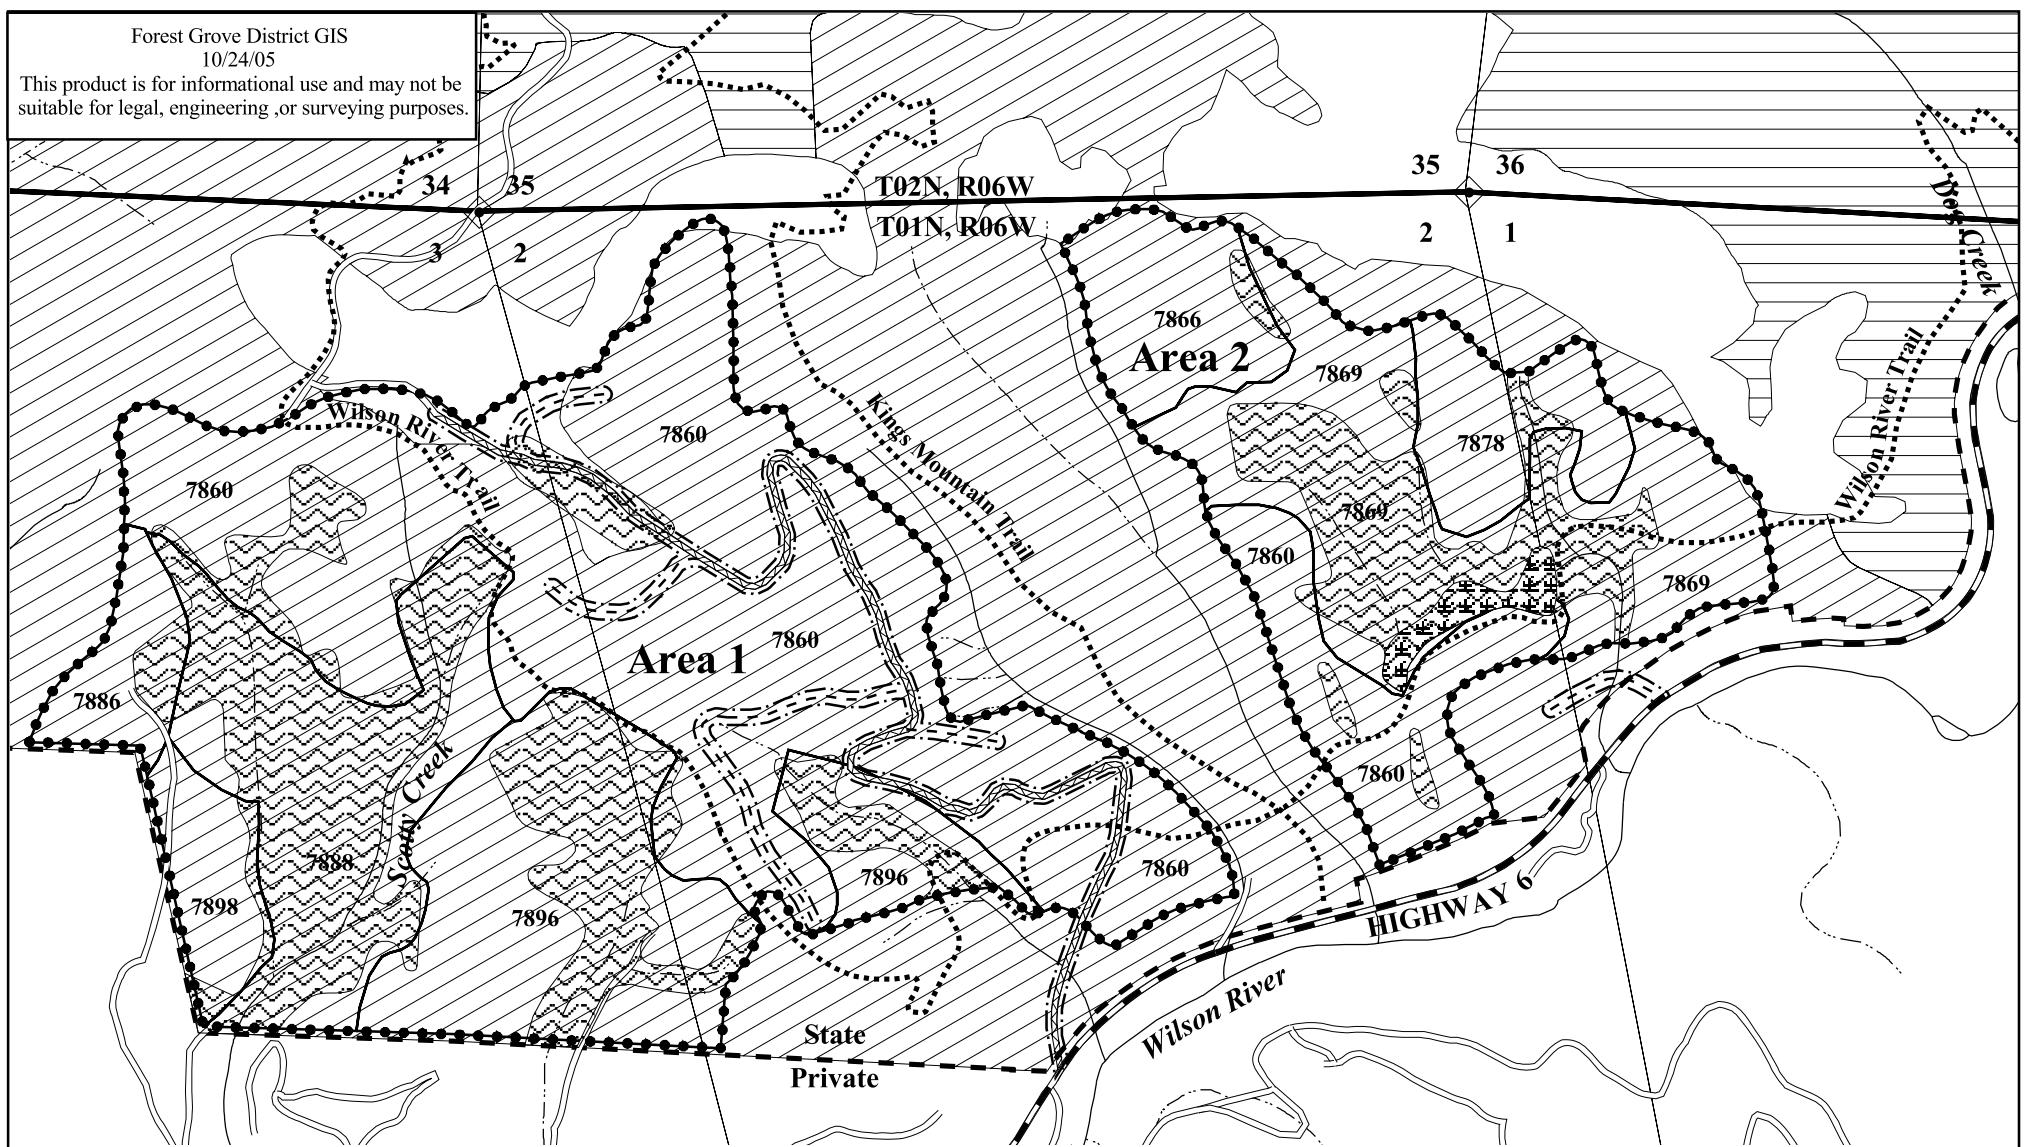 Forest Grove District GIS
10/24/05
This product is for informational use and may not be
suitable for legal, engineering ,or surveying purposes.
34
35
35
36
T02N, R06W
T01N, R06W
3
2
2
1
Dog Creek
7866
Area 2
7869
Wilson River Trail
Wilson River Trail
Kings Mountain Trail
7860
7878
7860
7869
7860
7869
Area 1
7860
7886
7860
Scotty Creek
7888
7898
7896
7896
7860
HIGHWAY 6
Wilson River
State
Private